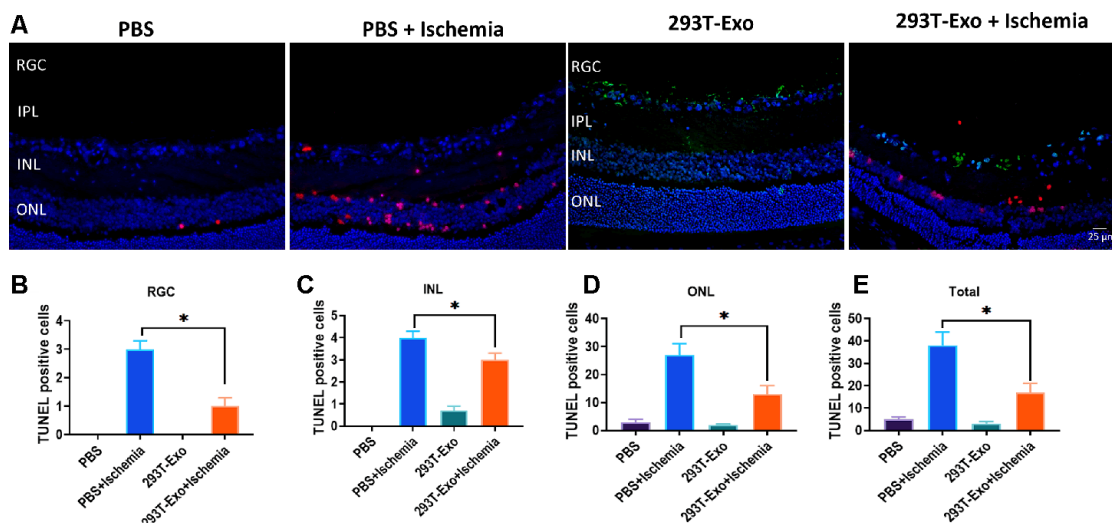 A
PBS
PBS + Ischemia
293T-Exo
293T-Exo + Ischemia
RGC
IPL
INL
ONL
RGC
IPL
INL
ONL
25 µm
B
RGC
TUNEL positive cells
4
3
2
1
0
PBS
PBS+Ischemia
293T-Exo
293T-Exo+Ischemia
*
C
INL
TUNEL positive cells
5
4
3
2
1
0
PBS
PBS+Ischemia
293T-Exo
293T-Exo+Ischemia
*
D
ONL
TUNEL positive cells
40
30
20
10
0
PBS
PBS+Ischemia
293T-Exo
293T-Exo+Ischemia
*
E
Total
TUNEL positive cells
50
40
30
20
10
0
PBS
PBS+Ischemia
293T-Exo
293T-Exo+Ischemia
*